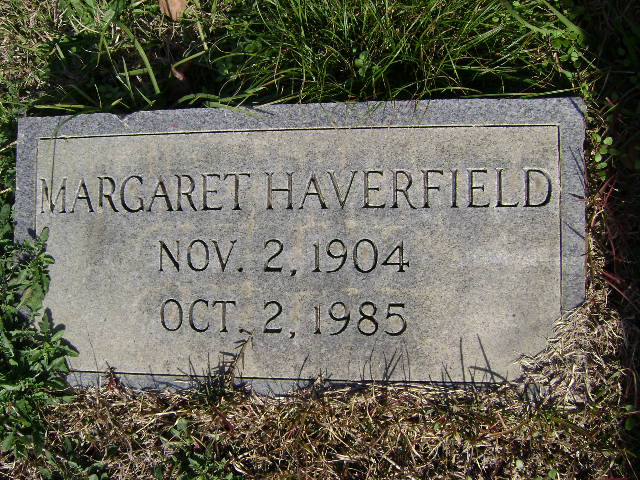 MARGARET HAVERFIELD
NOV. 2, 1904
OCT. 2, 1985